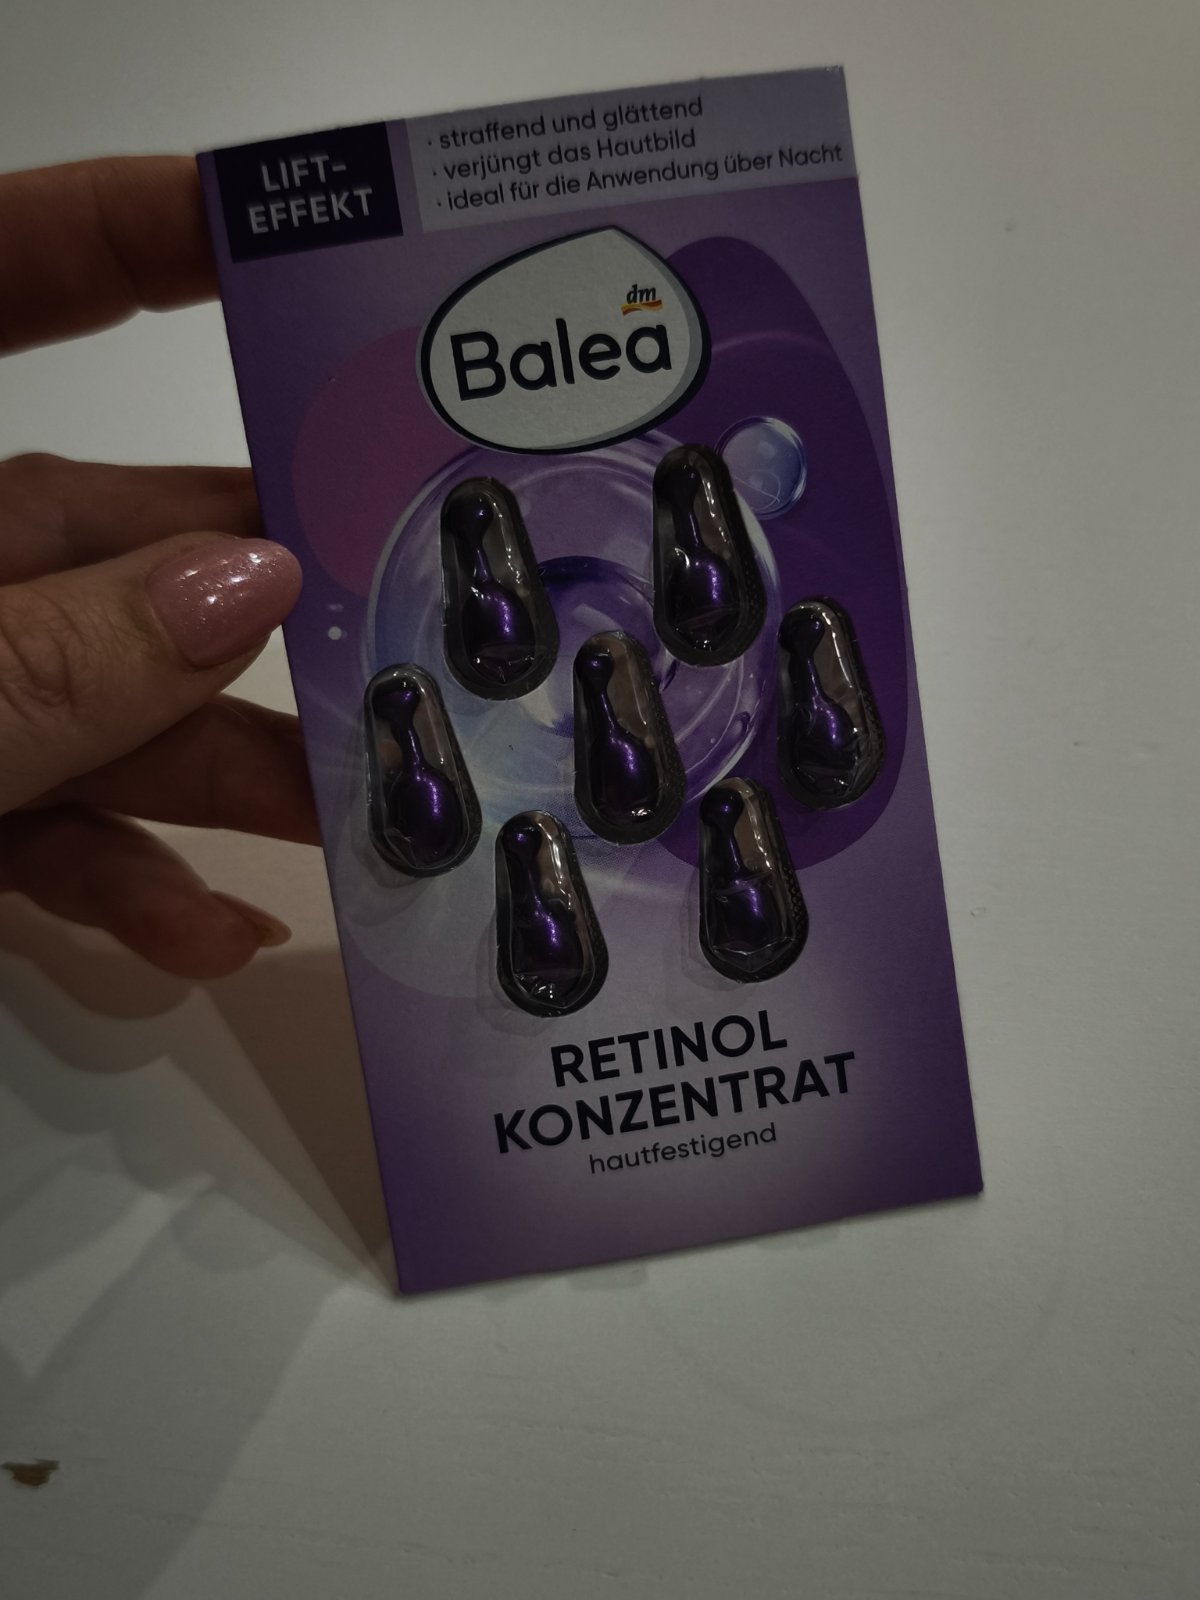 LIFT-
EFFEKT
· straffend und glättend
· verjüngt das Hautbild
· ideal für die Anwendung über Nacht
dm
Balea
RETINOL
KONZENTRAT
hautfestigend